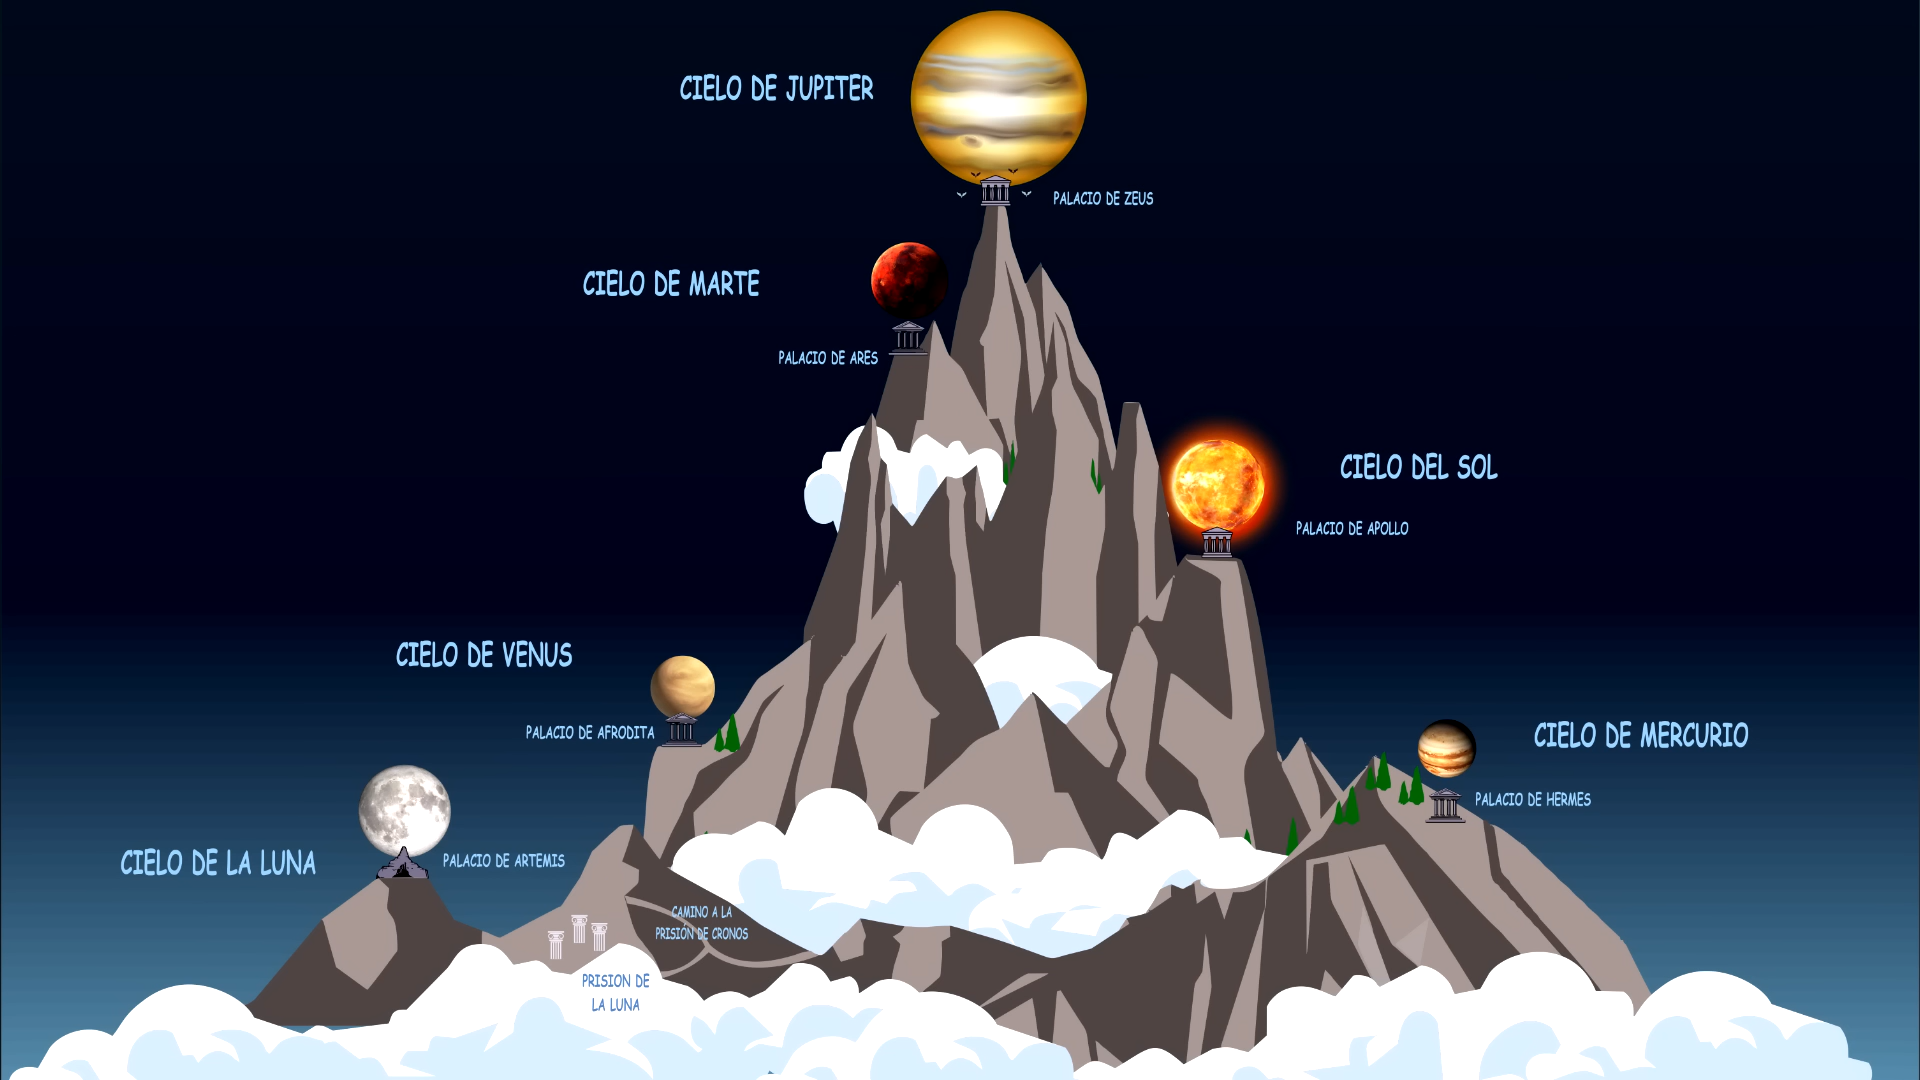 CIELO DE JUPITER
PALACIO DE ZEUS
CIELO DE MARTE
PALACIO DE ARES
CIELO DEL SOL
PALACIO DE APOLLO
CIELO DE VENUS
PALACIO DE AFRODITA
CIELO DE MERCURIO
PALACIO DE HERMES
CIELO DE LA LUNA
PALACIO DE ARTEMIS
CAMINO A LA
PRISIÓN DE CRONOS
PRISION DE
LA LUNA